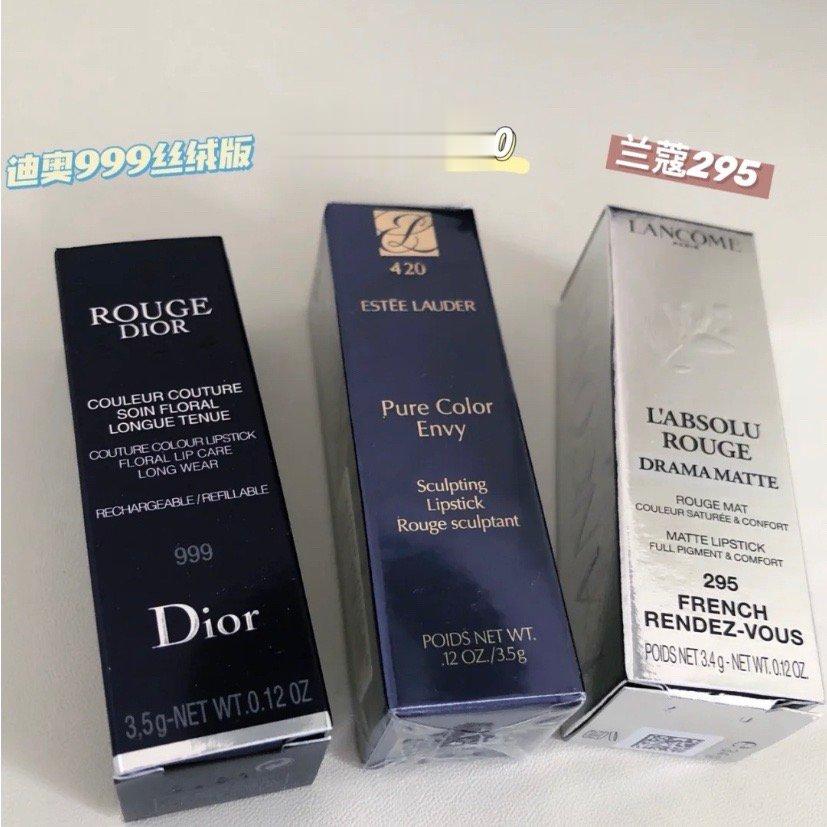 迪奥999丝绒版
0
兰蔻295
ROUGE
DIOR
COULEUR COUTURE
SOIN FLORAL
LONGUE TENUE
COUTURE COLOUR LIPSTICK
FLORAL LIP CARE
LONG WEAR
RECHARGEABLE / REFILLABLE
999
Dior
3,5g-NET WT.0.12 OZ
420
ESTĒE LAUDER
Pure Color
Envy
Sculpting
Lipstick
Rouge sculptant
POIDS NET WT.
.12 OZ./3.5g
LANCÔME
PARIS
L'ABSOLU
ROUGE
DRAMA MATTE
ROUGE MAT
COULEUR SATURÉE & CONFORT
MATTE LIPSTICK
FULL PIGMENT & COMFORT
295
FRENCH
RENDEZ-VOUS
POIDS NET 3.4 g - NET WT. 0.12 OZ.